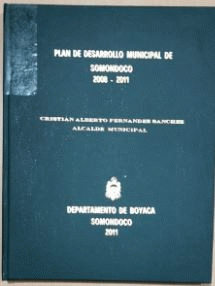 PLAN DE DESARROLLO MUNICIPAL DE
SOMONDOCO
2008 - 2011
CRISTIAN ALBERTO FERNANDEZ SANCHEZ
ALCALDE MUNICIPAL
DEPARTAMENTO DE BOYACA
SOMONDOCO
2011